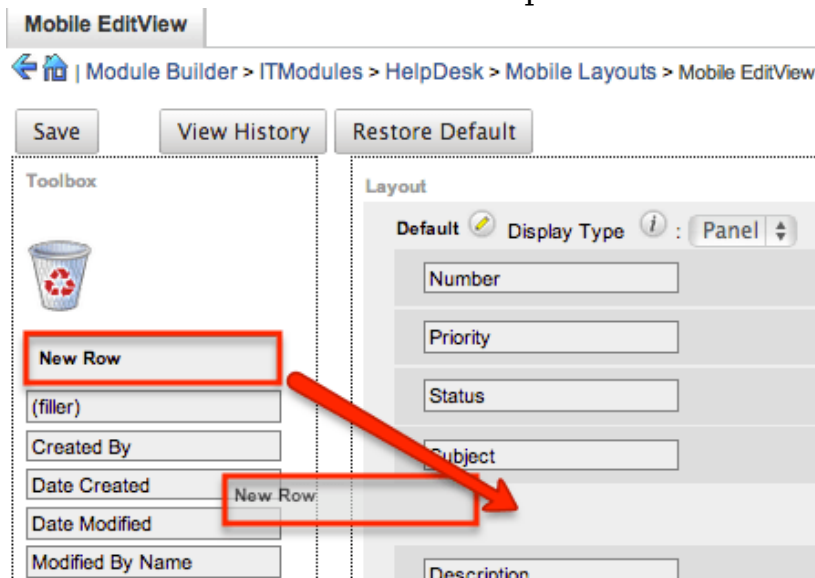 Mobile EditView
| Module Builder > ITModules > HelpDesk > Mobile Layouts > Mobile EditView
Save View History Restore Default
Toolbox
Layout
Default Display Type i : Panel
Number
Priority
New Row
Status
(filler)
Created By
Subject
Date Created
New Row
Date Modified
Modified By Name
Description